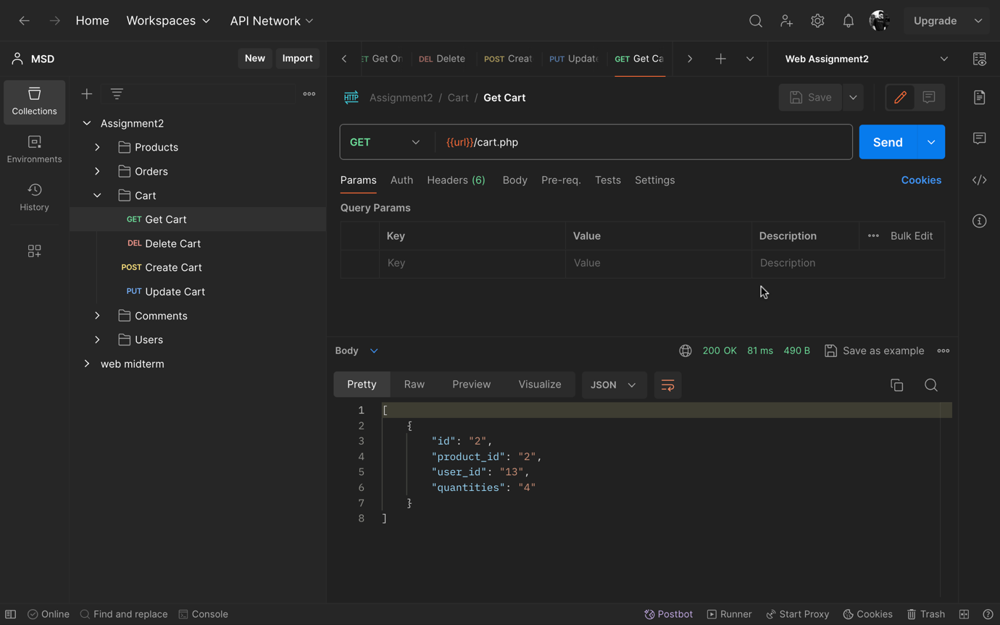 Home Workspaces API Network Upgrade
MSD New Import
ET Get On DEL Delete POST Creat PUT Update GET Get Ca Web Assignment2
Collections
Environments
History
Assignment2
Products
Orders
Cart
GET Get Cart
DEL Delete Cart
POST Create Cart
PUT Update Cart
Comments
Users
web midterm
HTTP Assignment2 / Cart / Get Cart Save
GET {{url}}/cart.php Send
Params Auth Headers (6) Body Pre-req. Tests Settings Cookies
Query Params
Key Value Description Bulk Edit
Key Value Description
Body 200 OK 81 ms 490 B Save as example
Pretty Raw Preview Visualize JSON
1 [
2 {
3 "id": "2",
4 "product_id": "2",
5 "user_id": "13",
6 "quantities": "4"
7 }
8 ]
Online Find and replace Console Postbot Runner Start Proxy Cookies Trash